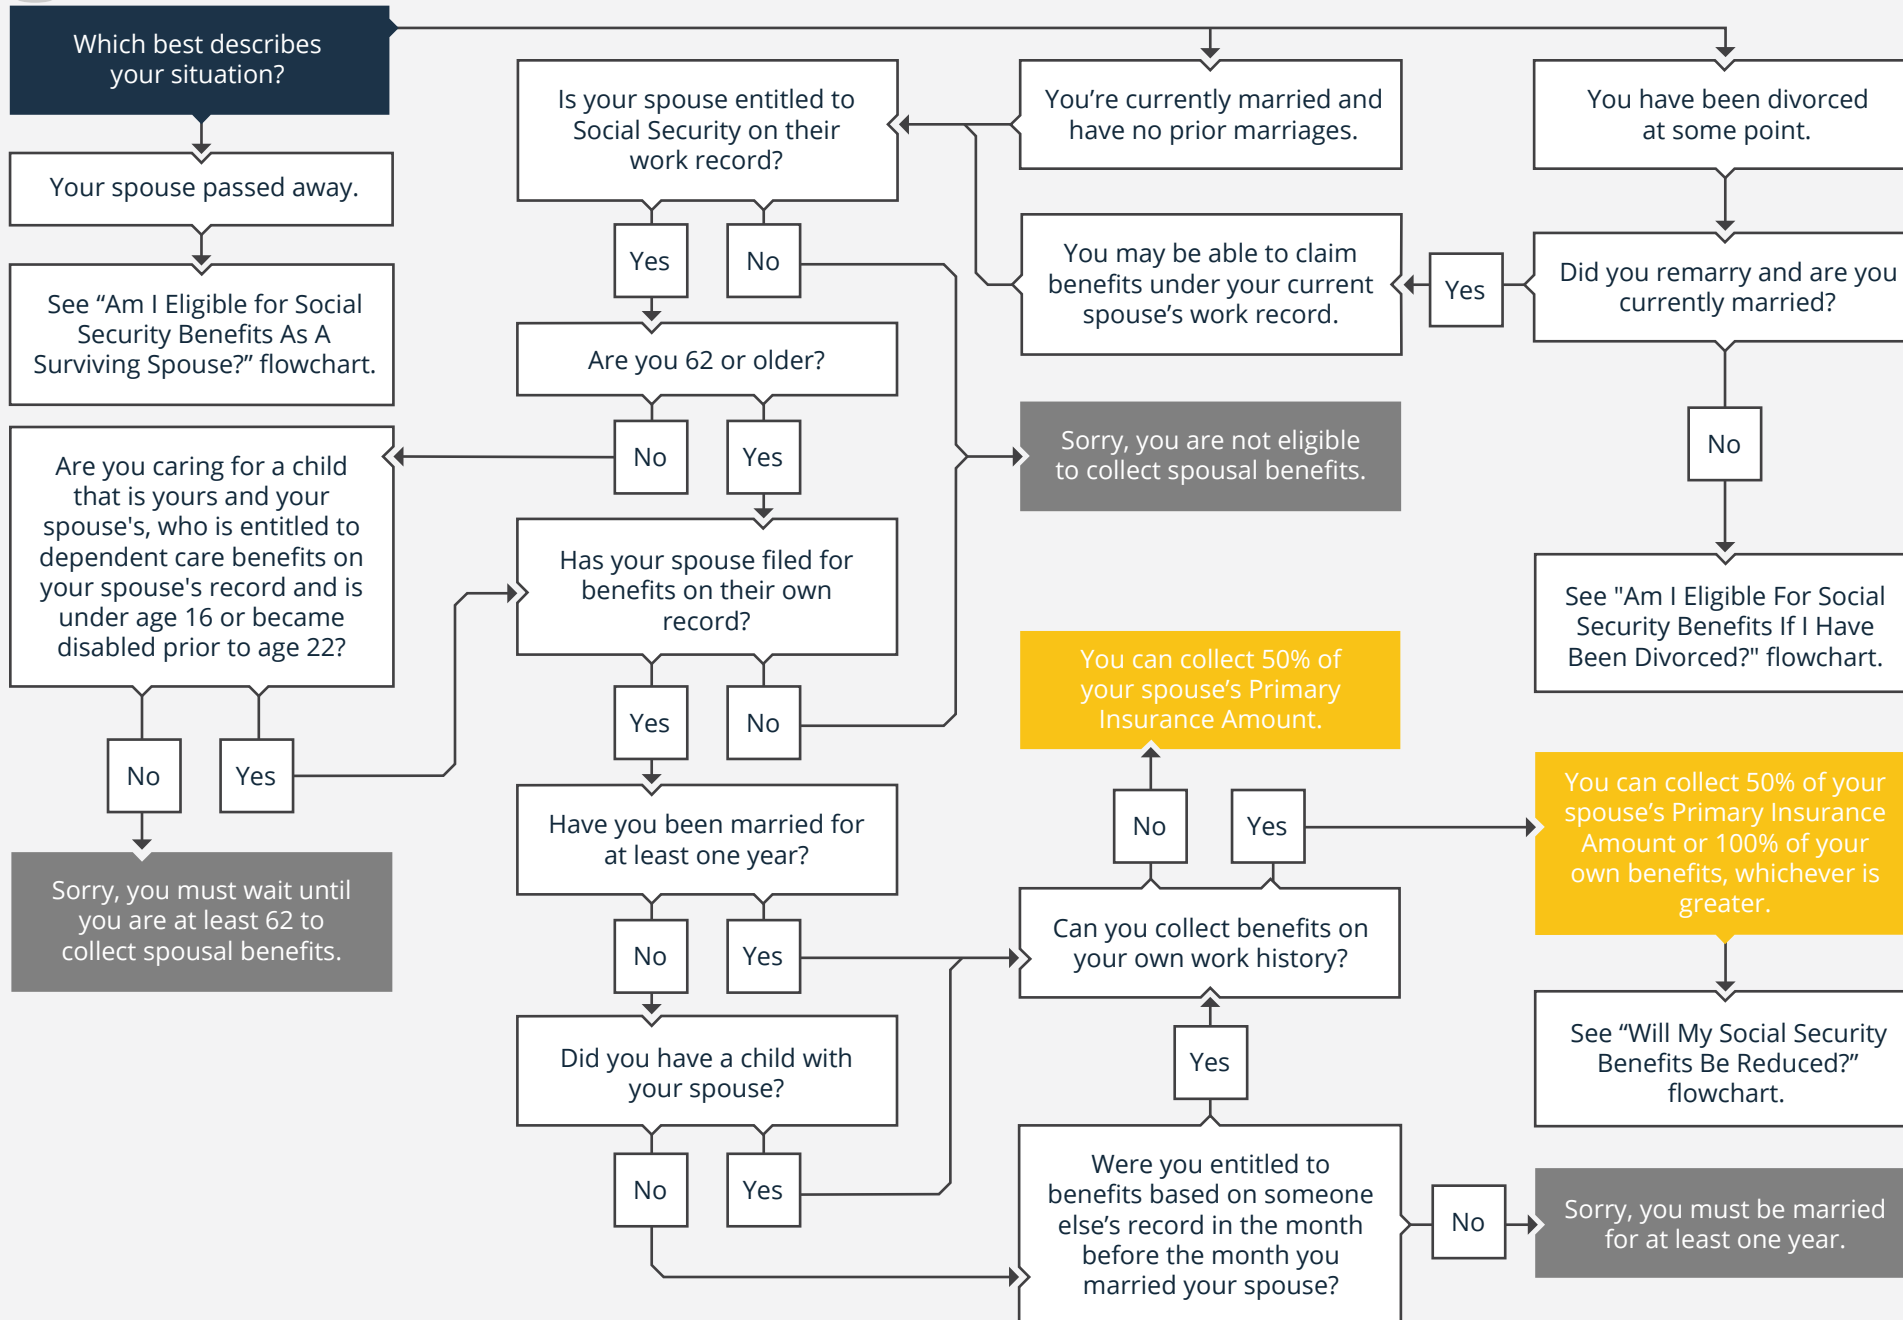 Which best describes
your situation?
Your spouse passed away.
See “Am I Eligible for Social
Security Benefits As A
Surviving Spouse?” flowchart.
You’re currently married and
have no prior marriages.
You have been divorced
at some point.
Did you remarry and are you
currently married?
Yes
You may be able to claim
benefits under your current
spouse’s work record.
No
See "Am I Eligible For Social
Security Benefits If I Have
Been Divorced?" flowchart.
Is your spouse entitled to
Social Security on their
work record?
Yes
No
Sorry, you are not eligible
to collect spousal benefits.
Are you 62 or older?
No
Yes
Are you caring for a child
that is yours and your
spouse's, who is entitled to
dependent care benefits on
your spouse's record and is
under age 16 or became
disabled prior to age 22?
No
Yes
Sorry, you must wait until
you are at least 62 to
collect spousal benefits.
Has your spouse filed for
benefits on their own
record?
Yes
No
Have you been married for
at least one year?
No
Yes
Did you have a child with
your spouse?
No
Yes
Were you entitled to
benefits based on someone
else’s record in the month
before the month you
married your spouse?
Yes
No
Sorry, you must be married
for at least one year.
Can you collect benefits on
your own work history?
No
Yes
You can collect 50% of
your spouse’s Primary
Insurance Amount.
You can collect 50% of your
spouse’s Primary Insurance
Amount or 100% of your
own benefits, whichever is
greater.
See “Will My Social Security
Benefits Be Reduced?”
flowchart.